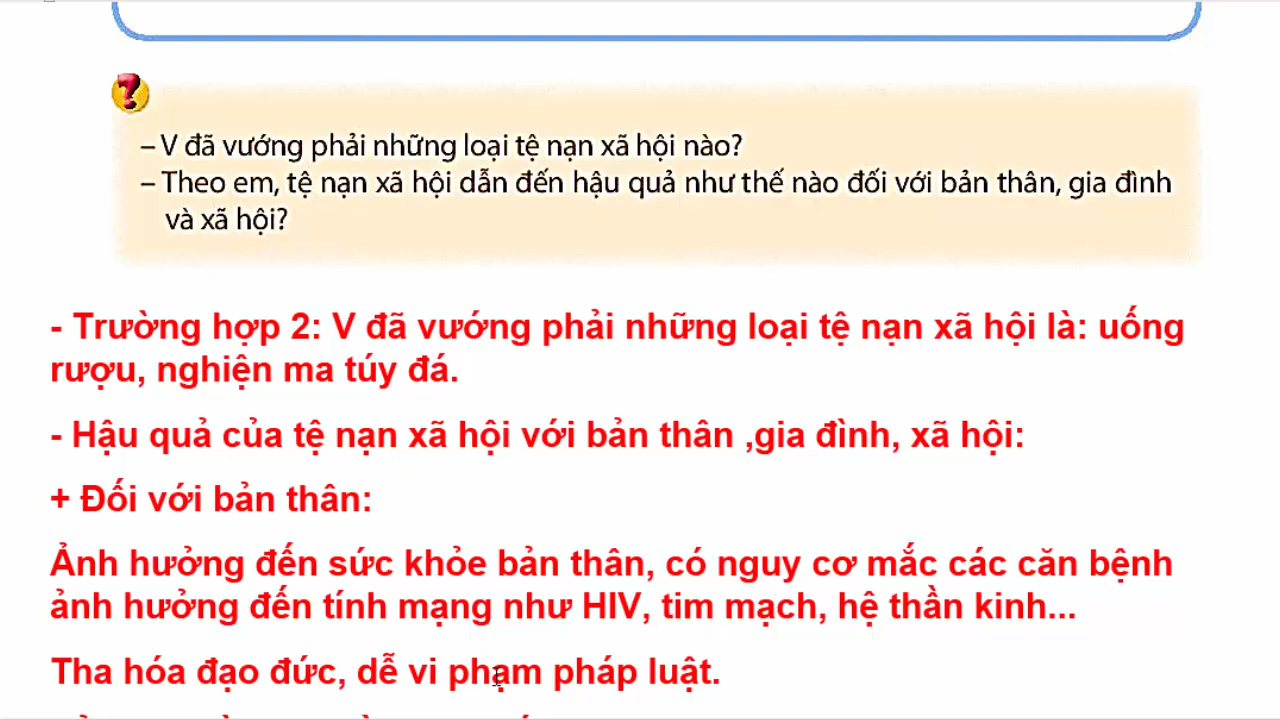 – V đã vướng phải những loại tệ nạn xã hội nào?
– Theo em, tệ nạn xã hội dẫn đến hậu quả như thế nào đối với bản thân, gia đình
và xã hội?
- Trường hợp 2: V đã vướng phải những loại tệ nạn xã hội là: uống
rượu, nghiện ma túy đá.
- Hậu quả của tệ nạn xã hội với bản thân ,gia đình, xã hội:
+ Đối với bản thân:
Ảnh hưởng đến sức khỏe bản thân, có nguy cơ mắc các căn bệnh
ảnh hưởng đến tính mạng như HIV, tim mạch, hệ thần kinh...
Tha hóa đạo đức, dễ vi phạm pháp luật.